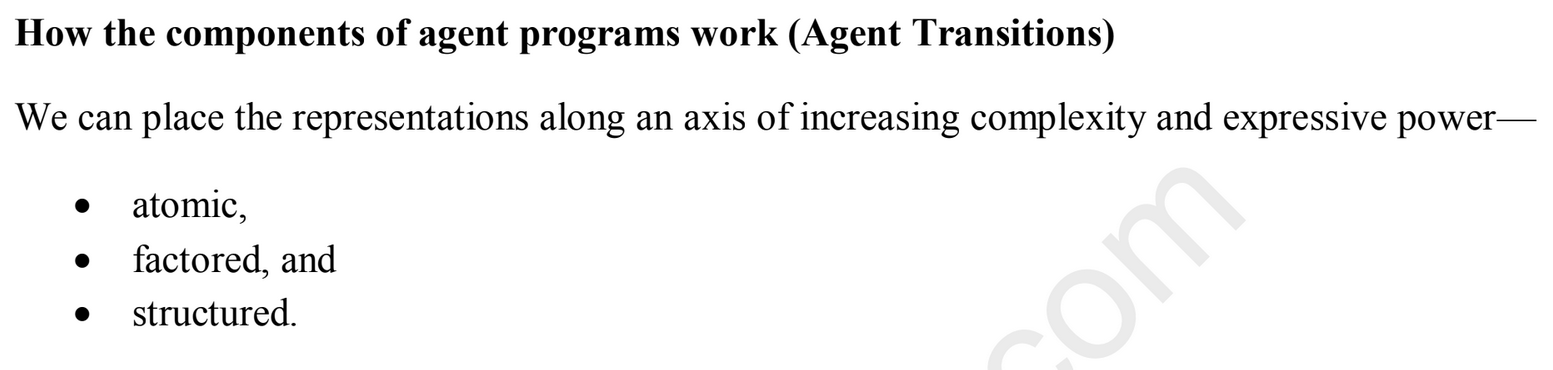 How the components of agent programs work (Agent Transitions)
We can place the representations along an axis of increasing complexity and expressive power—
• atomic,
• factored, and
• structured.
com